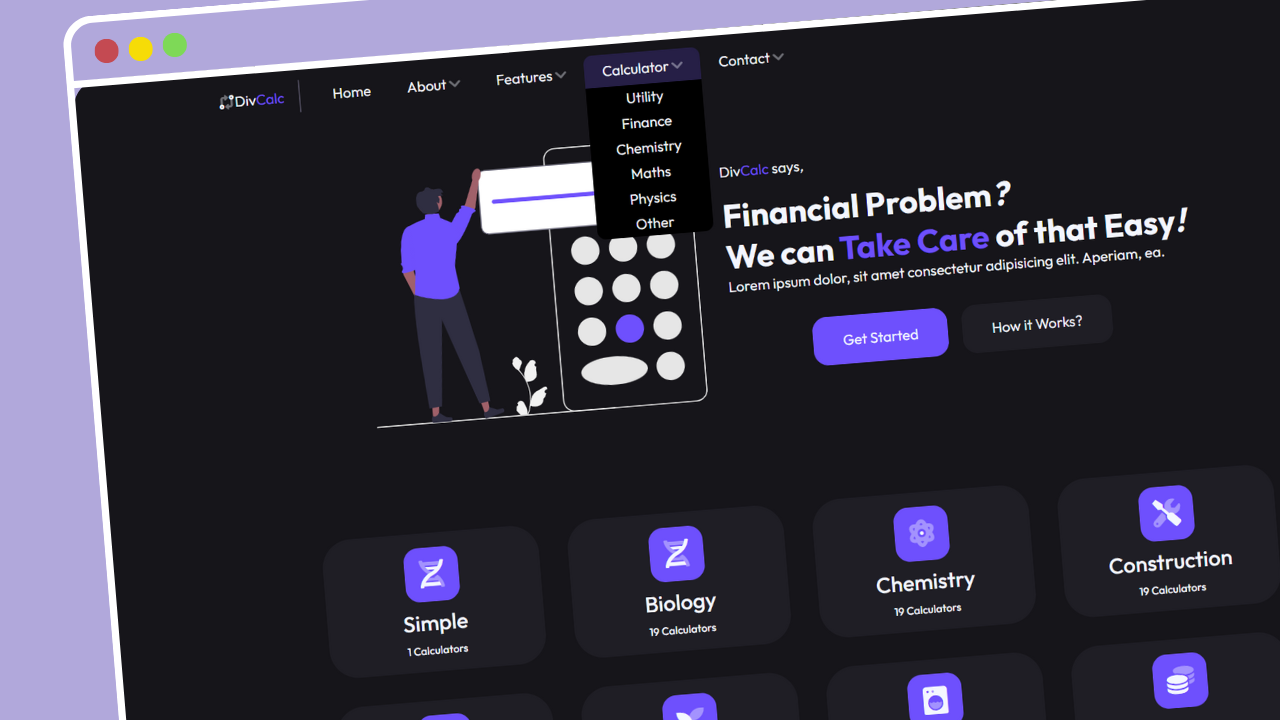 DivCalc
Home
About
Features
Calculator
Contact
Utility
Finance
Chemistry
Maths
Physics
Other
DivCalc says,
Financial Problem?
We can Take Care of that Easy!
Lorem ipsum dolor, sit amet consectetur adipisicing elit. Aperiam, ea.
Get Started
How it Works?
Simple
1 Calculators
Biology
19 Calculators
Chemistry
19 Calculators
Construction
19 Calculators